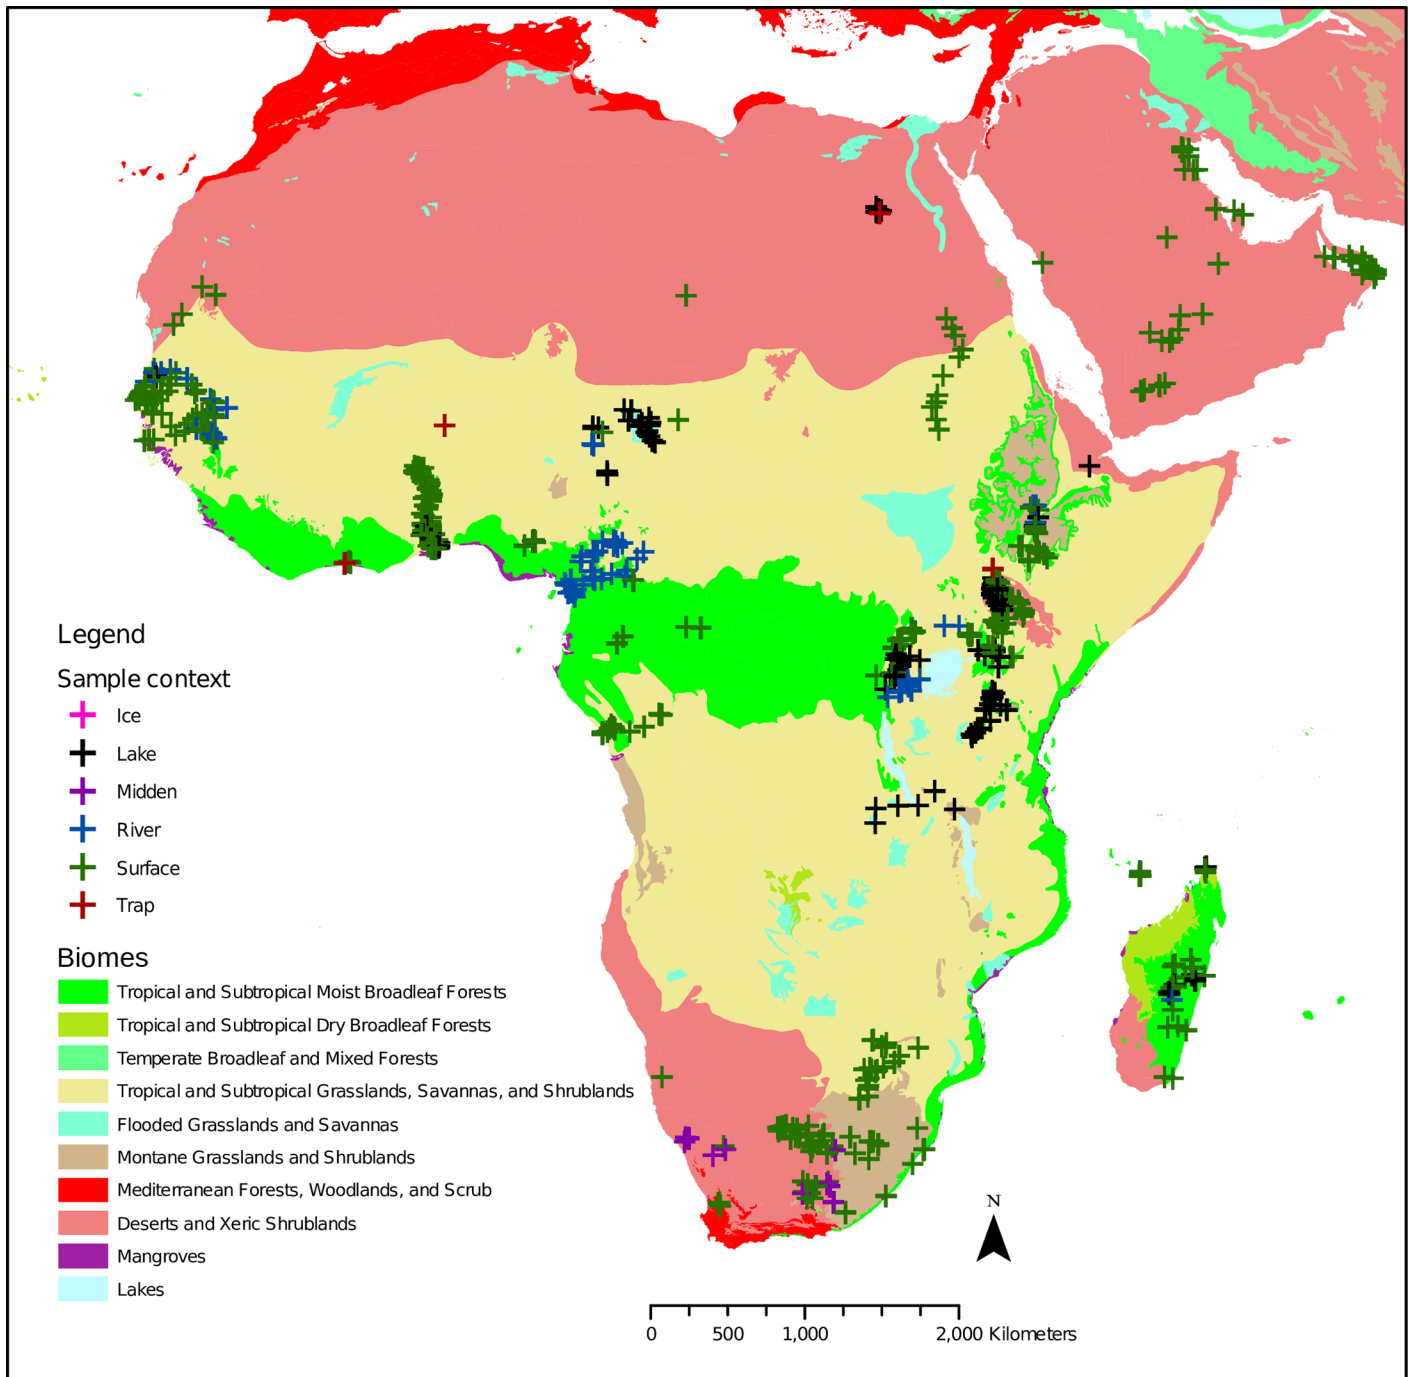 Legend
Sample context
Ice
Lake
Midden
River
Surface
Trap
Biomes
Tropical and Subtropical Moist Broadleaf Forests
Tropical and Subtropical Dry Broadleaf Forests
Temperate Broadleaf and Mixed Forests
Tropical and Subtropical Grasslands, Savannas, and Shrublands
Flooded Grasslands and Savannas
Montane Grasslands and Shrublands
Mediterranean Forests, Woodlands, and Scrub
Deserts and Xeric Shrublands
Mangroves
Lakes
N
0 500 1,000 2,000 Kilometers